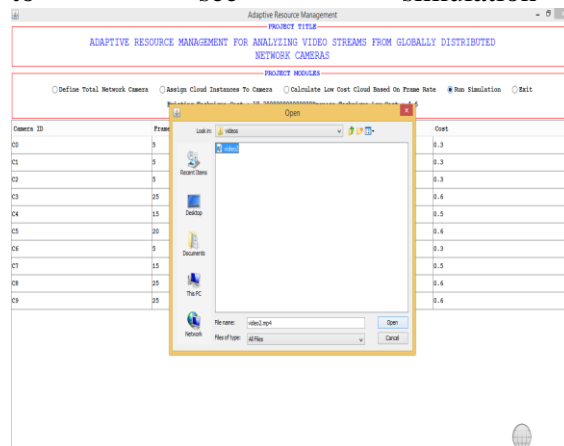 to see simulation
Adaptive Resource Management
PROJECT TITLE
ADAPTIVE RESOURCE MANAGEMENT FOR ANALYZING VIDEO STREAMS FROM GLOBALLY DISTRIBUTED
NETWORK CAMERAS
PROJECT MODULES
Define Total Network Camera Assign Cloud Instances To Camera Calculate Low Cost Cloud Based On Frame Rate Run Simulation Exit
Open
Camera ID Frame Cost
Look in: videos
video2
C0 5 0.3
C1 5 0.3
Recent Items
C2 5 0.3
C3 25 0.6
Desktop
C4 15 0.5
C5 20 0.6
Documents
C6 5 0.3
C7 15 0.5
This PC
C8 25 0.6
C9 25 0.6
Network
File name: video2.mp4 Open
Files of type: All Files Cancel